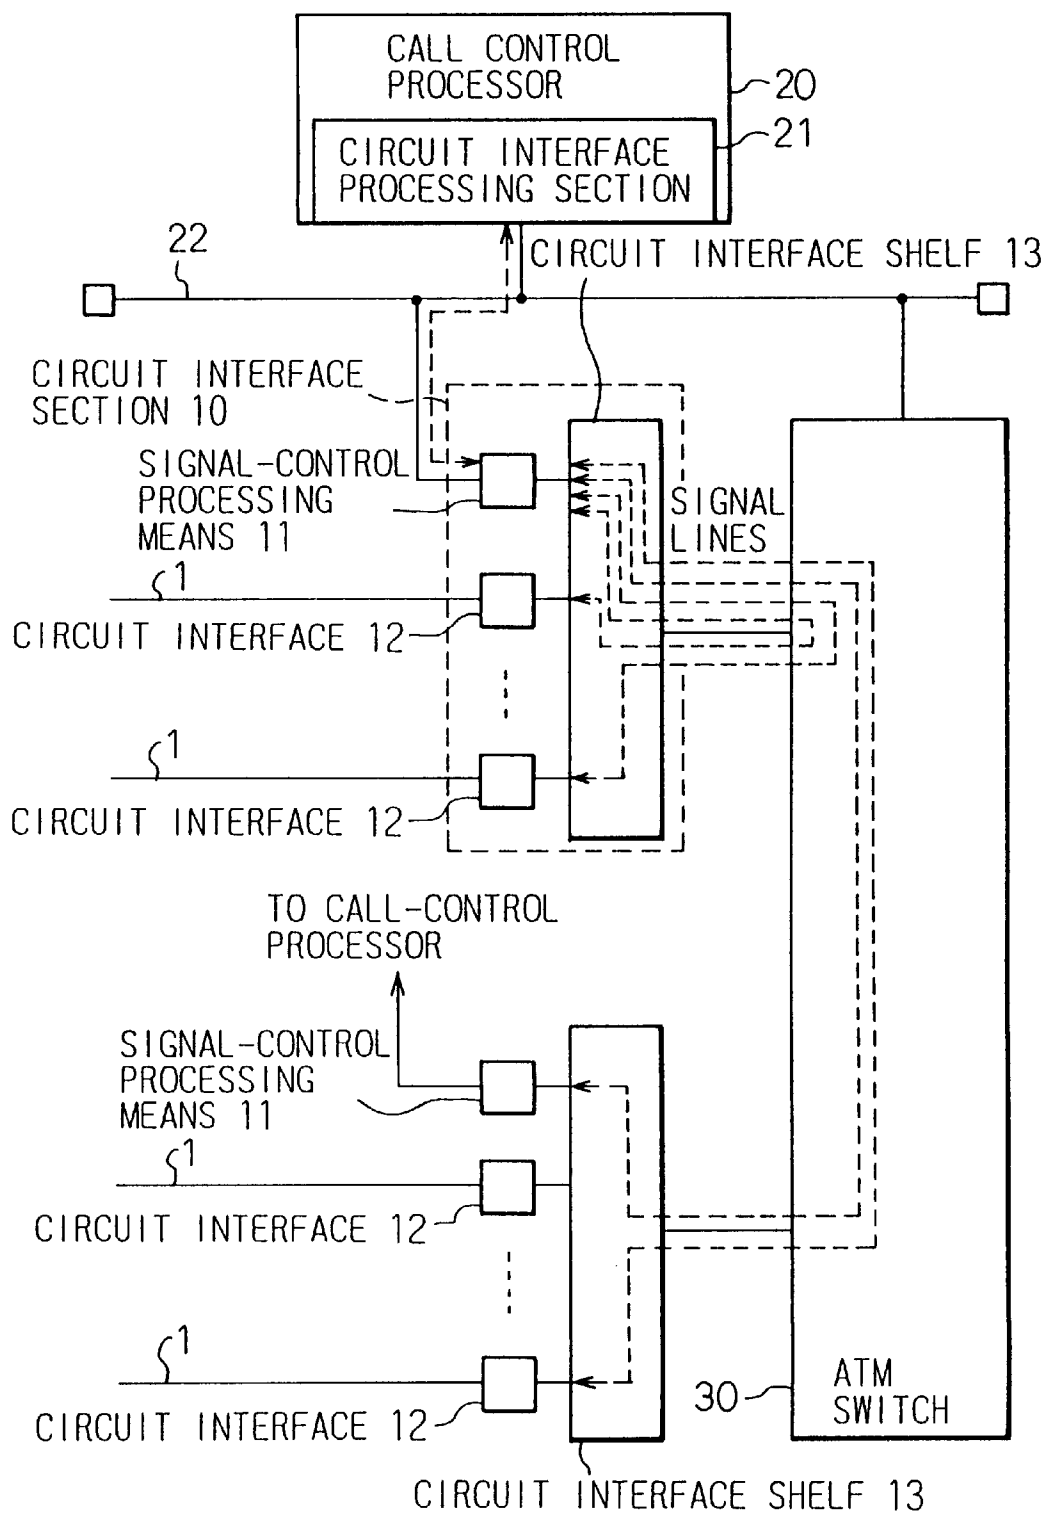 CALL CONTROL
PROCESSOR
20
21
CIRCUIT INTERFACE
PROCESSING SECTION
22
CIRCUIT INTERFACE SHELF 13
CIRCUIT INTERFACE
SECTION 10
SIGNAL-CONTROL
PROCESSING
MEANS 11
SIGNAL
LINES
1
CIRCUIT INTERFACE 12
1
CIRCUIT INTERFACE 12
TO CALL-CONTROL
PROCESSOR
SIGNAL-CONTROL
PROCESSING
MEANS 11
1
CIRCUIT INTERFACE 12
1
CIRCUIT INTERFACE 12
30
ATM
SWITCH
CIRCUIT INTERFACE SHELF 13